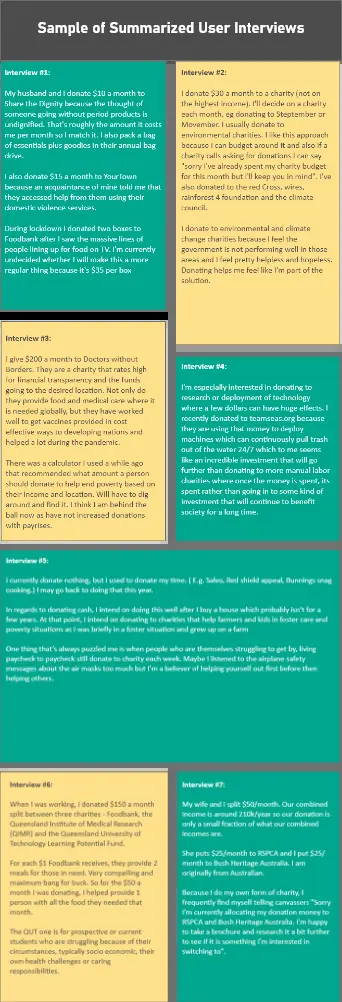 Sample of Summarized User Interviews
Interview #1:
My husband and I donate $10 a month to
Share the Dignity because the thought of
someone going without period products is
undignified. That's roughly the amount it costs
me per month so I match it. I also pack a bag
of essentials plus goodies in their annual bag
drive.
I also donate $15 a month to YourTown
because an acquaintance of mine told me that
they accessed help from them using their
domestic violence services.
During lockdown I donated two boxes to
Foodbank after I saw the massive lines of
people lining up for food on TV. I'm currently
undecided whether I will make this a more
regular thing because it's $35 per box
Interview #2:
I donate $30 a month to a charity (not on
the highest income). I'll decide on a charity
each month, eg donating to Steptember or
Movember. I usually donate to
environmental charities. I like this approach
because I can budget around it and also if a
charity calls asking for donations I can say
"sorry I've already spent my charity budget
for this month but I'll keep you in mind". I've
also donated to the red Cross, wires,
rainforest 4 foundation and the climate
council.
I donate to environmental and climate
change charities because I feel the
government is not performing well in those
areas and I feel pretty helpless and hopeless.
Donating helps me feel like I'm part of the
solution.
Interview #3:
I give $200 a month to Doctors without
Borders. They are a charity that rates high
for financial transparency and the funds
going to the desired location. Not only do
they provide food and medical care where it
is needed globally, but they have worked
well to get vaccines provided in cost
effective ways to developing nations and
helped a lot during the pandemic.
There was a calculator I used a while ago
that recommended what amount a person
should donate to help end poverty based on
their income and location. Will have to dig
around and find it. I think I am behind the
ball now as have not increased donations
with payrises.
Interview #4:
I'm especially interested in donating to
research or deployment of technology
where a few dollars can have huge effects. I
recently donated to teamseas.org because
they are using that money to deploy
machines which can continuously pull trash
out of the water 24/7 which to me seems
like an incredible investment that will go
further than donating to more manual labor
charities where once the money is spent, its
spent rather than going in to some kind of
investment that will continue to benefit
society for a long time.
Interview #5:
I currently donate nothing, but I used to donate my time. ( E.g. Salvo, Red shield appeal, Bunnings snag
cooking.) I may go back to doing that this year.
In regards to donating cash, I intend on doing this well after I buy a house which probably isn't for a
few years. At that point, I intend on donating to charities that help farmers and kids in foster care and
poverty situations as I was briefly in a foster situation and grew up on a farm
One thing that's always puzzled me is when people who are themselves struggling to get by, living
paycheck to paycheck still donate to charity each week. Maybe I listened to the airplane safety
messages about the air masks too much but I'm a believer of helping yourself out first before then
helping others.
Interview #6:
When I was working, I donated $150 a month
split between three charities - Foodbank, the
Queensland Institute of Medical Research
(QIMR) and the Queensland University of
Technology Learning Potential Fund.
For each $1 Foodbank receives, they provide 2
meals for those in need. Very compelling and
maximum bang for buck. So for the $50 a
month I was donating, I helped provide 1
person with all the food they needed that
month.
The QUT one is for prospective or current
students who are struggling because of their
circumstances, typically socio economic, their
own health challenges or caring
responsibilities.
Interview #7:
My wife and I split $50/month. Our combined
income is around 210k/year so our donation is
only a small fraction of what our combined
incomes are.
She puts $25/month to RSPCA and I put $25/
month to Bush Heritage Australia. I am
originally from Australian.
Because I do my own form of charity, I
frequently find myself telling canvassers "Sorry
I'm currently allocating my donation money to
RSPCA and Bush Heritage Australia. I'm happy
to take a brochure and research it a bit further
to see if it is something I'm interested in
switching to".